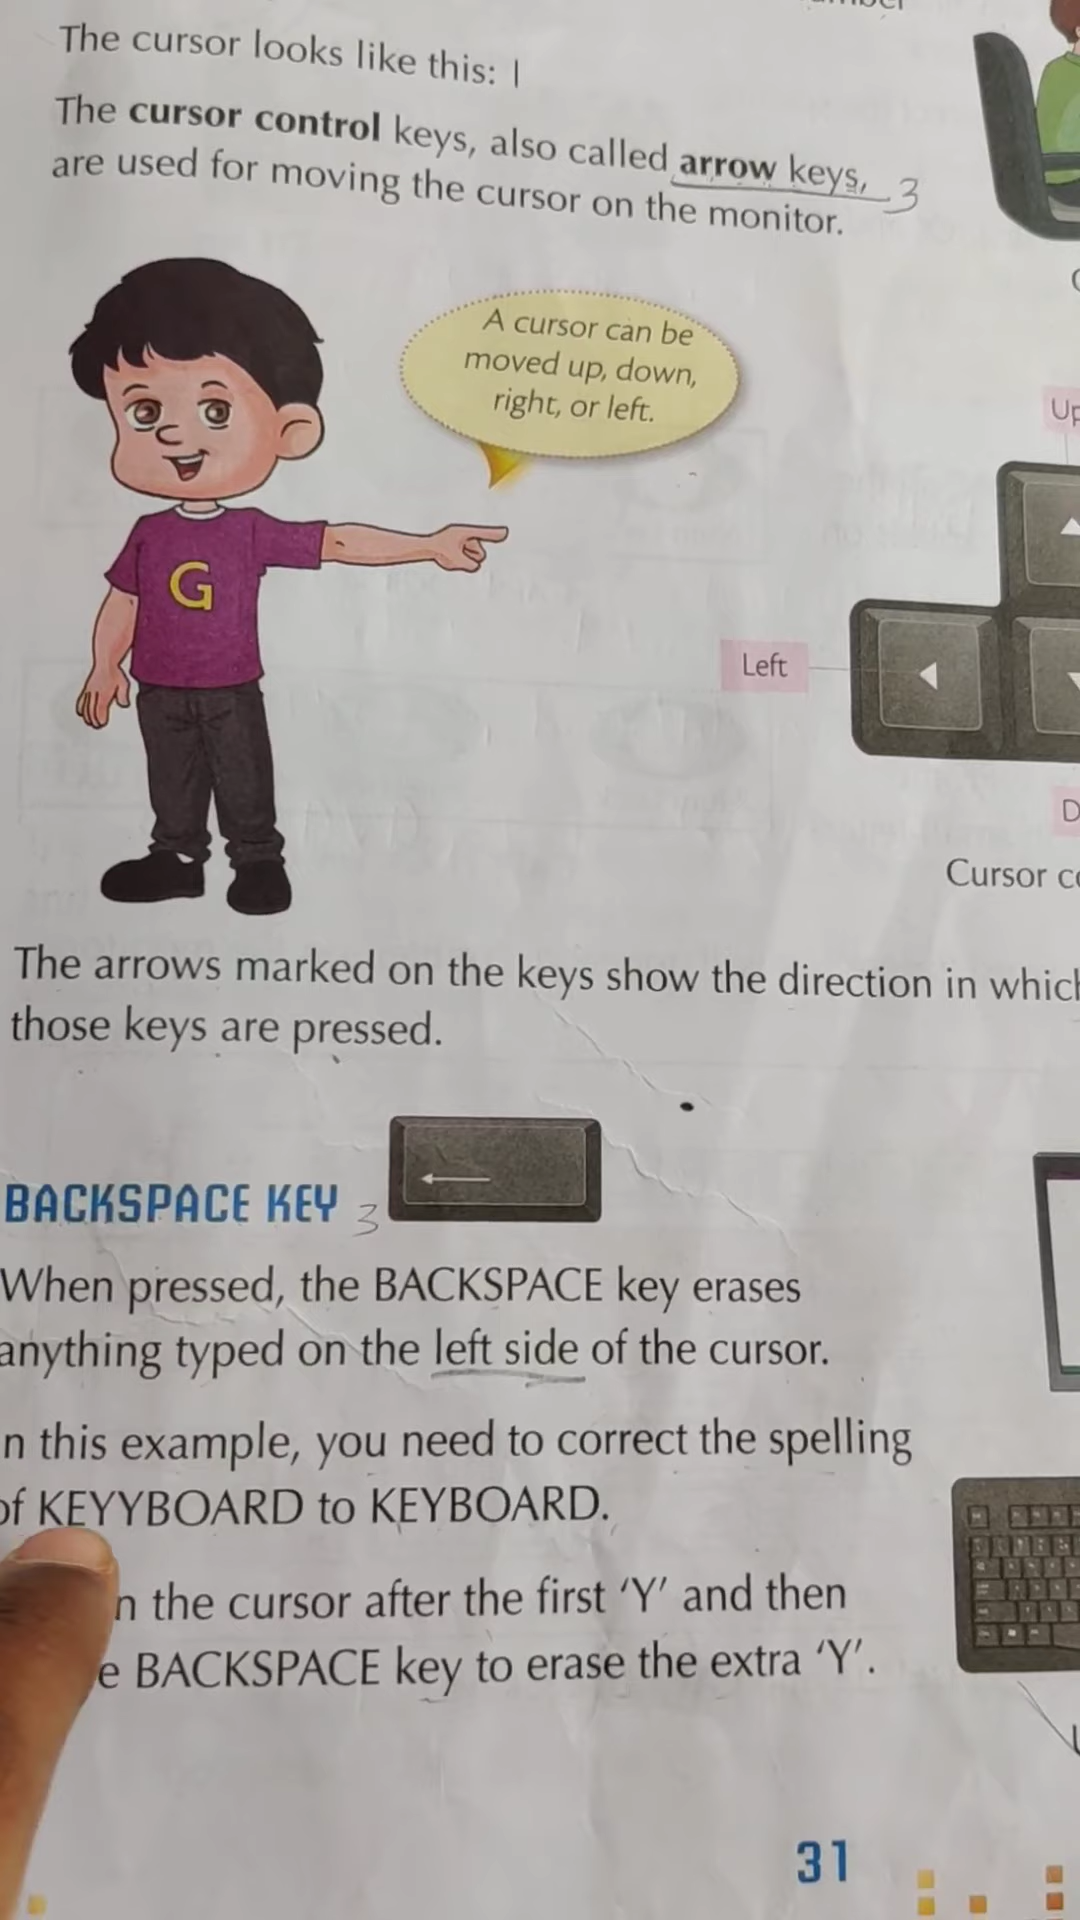 The cursor looks like this: |
The cursor control keys, also called arrow keys, 3
are used for moving the cursor on the monitor.
A cursor can be
moved up, down,
right, or left.
G
Left
Cursor
The arrows marked on the keys show the direction in which
those keys are pressed.
BACKSPACE KEY 3
When pressed, the BACKSPACE key erases
anything typed on the left side of the cursor.
n this example, you need to correct the spelling
of KEYYBOARD to KEYBOARD.
the cursor after the first ‘Y’ and then
BACKSPACE key to erase the extra ‘Y’.
31